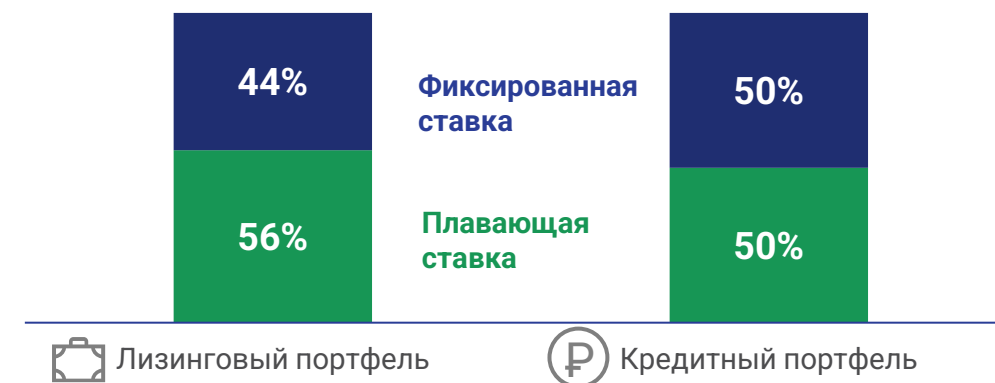 44%
Фиксированная
ставка
50%
56%
Плавающая
ставка
50%
Лизинговый портфель
₽ Кредитный портфель